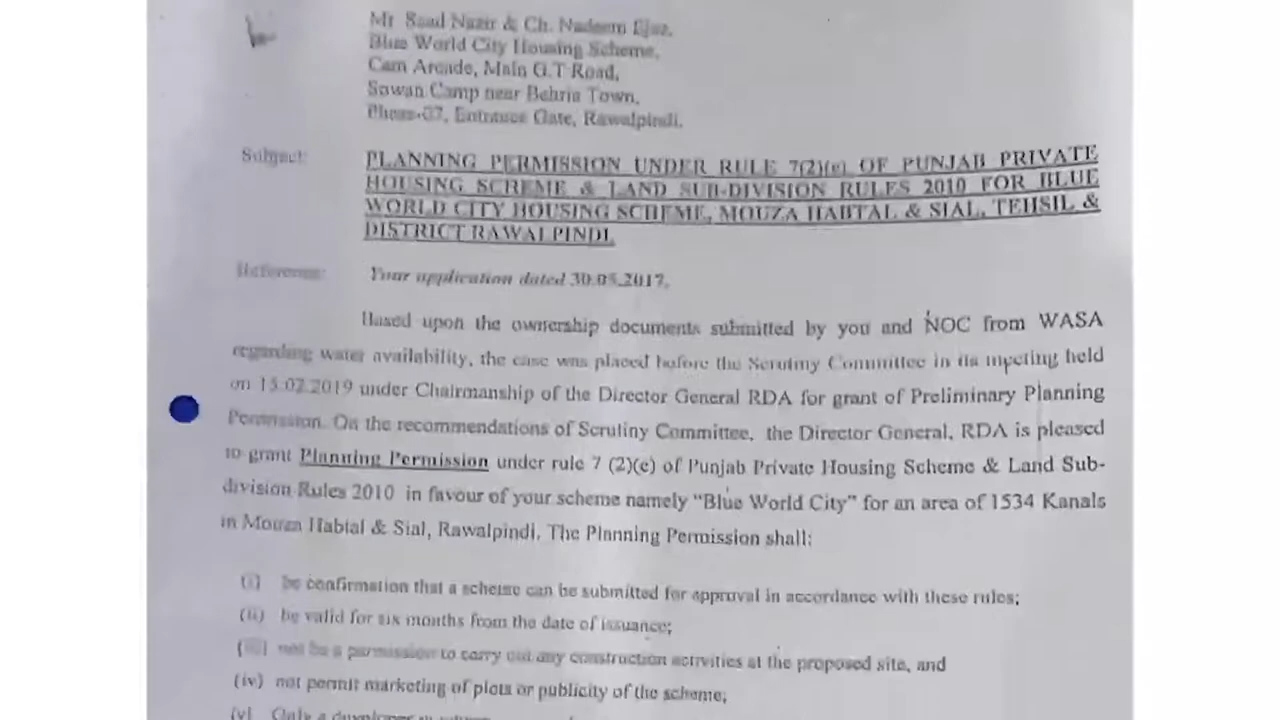 Mr Saad Nazir & Ch. Nadeem Ejaz,
Blue World City Housing Scheme,
Cam Arcade, Main G.T Road,
Sowan Camp near Bahria Town,
Phase-07, Entrance Gate, Rawalpindi.
Subject: PLANNING PERMISSION UNDER RULE 7(2)(e) OF PUNJAB PRIVATE
HOUSING SCHEME & LAND SUB-DIVISION RULES 2010 FOR BLUE
WORLD CITY HOUSING SCHEME, MOUZA HABTAL & SIAL, TEHSIL &
DISTRICT RAWALPINDI.
Reference: Your application dated 30.05.2017.
Based upon the ownership documents submitted by you and NOC from WASA
regarding water availability, the case was placed before the Scrutiny Committee in its meeting held
on 15.02.2019 under Chairmanship of the Director General RDA for grant of Preliminary Planning
Permission. On the recommendations of Scrutiny Committee, the Director General, RDA is pleased
to grant Planning Permission under rule 7 (2)(e) of Punjab Private Housing Scheme & Land Sub-
division Rules 2010 in favour of your scheme namely “Blue World City” for an area of 1534 Kanals
in Mouza Habtal & Sial, Rawalpindi. The Planning Permission shall:
(i) be confirmation that a scheme can be submitted for approval in accordance with these rules;
(ii) be valid for six months from the date of issuance;
(iii) not be a permission to carry out any construction activities at the proposed site, and
(iv) not permit marketing of plots or publicity of the scheme;
(v) Only a developer